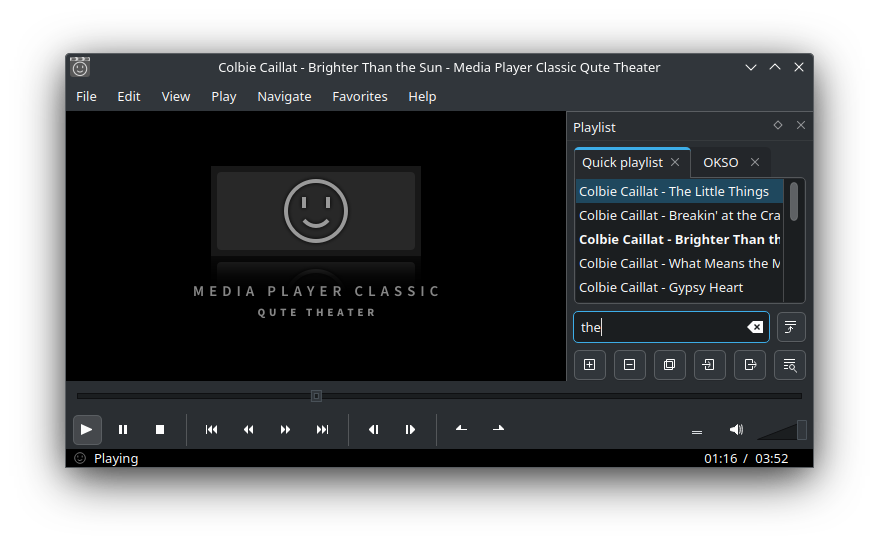 Colbie Caillat - Brighter Than the Sun - Media Player Classic Qute Theater
File Edit View Play Navigate Favorites Help
Playlist
Quick playlist OKSO
Colbie Caillat - The Little Things
Colbie Caillat - Breakin' at the Cra
Colbie Caillat - Brighter Than th
Colbie Caillat - What Means the M
Colbie Caillat - Gypsy Heart
MEDIA PLAYER CLASSIC
QUTE THEATER
the
Playing 01:16 / 03:52